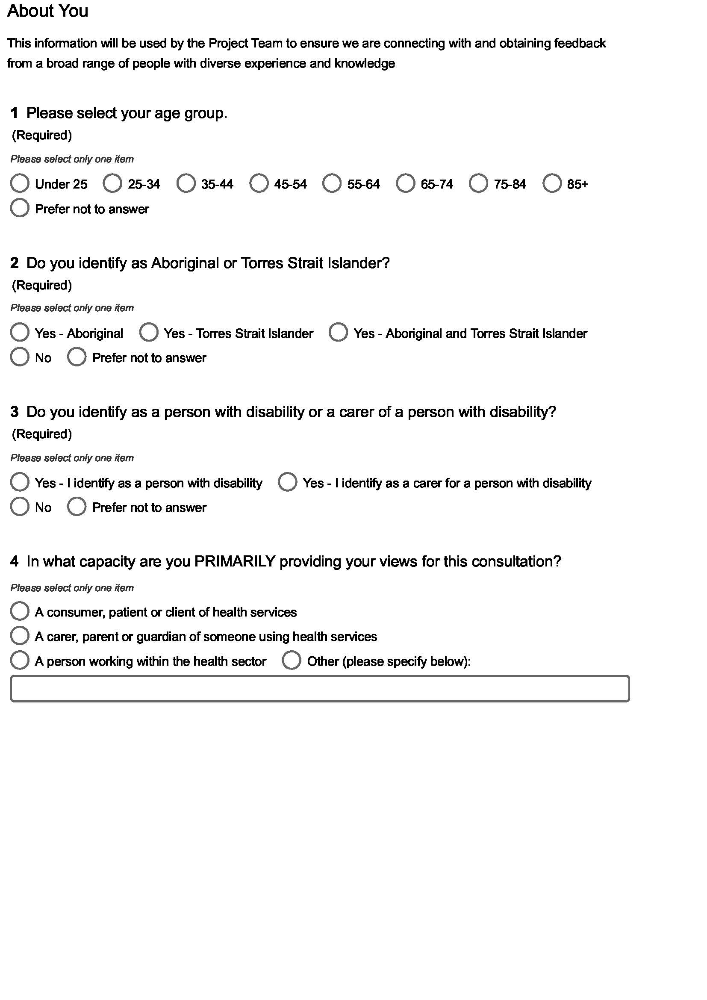 About You
This information will be used by the Project Team to ensure we are connecting with and obtaining feedback
from a broad range of people with diverse experience and knowledge
1 Please select your age group.
(Required)
Please select only one item
Under 25 25-34 35-44 45-54 55-64 65-74 75-84 85+
Prefer not to answer
2 Do you identify as Aboriginal or Torres Strait Islander?
(Required)
Please select only one item
Yes - Aboriginal Yes - Torres Strait Islander Yes - Aboriginal and Torres Strait Islander
No Prefer not to answer
3 Do you identify as a person with disability or a carer of a person with disability?
(Required)
Please select only one item
Yes - I identify as a person with disability Yes - I identify as a carer for a person with disability
No Prefer not to answer
4 In what capacity are you PRIMARILY providing your views for this consultation?
Please select only one item
A consumer, patient or client of health services
A carer, parent or guardian of someone using health services
A person working within the health sector Other (please specify below):